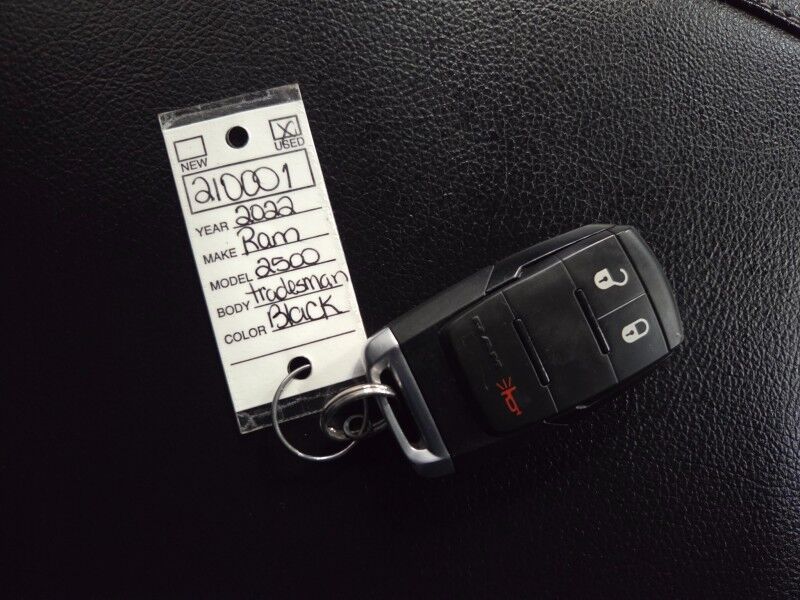 X
NEW USED
210001
YEAR 2022
MAKE Ram
MODEL 2500
BODY tradesman
COLOR Black
RAM